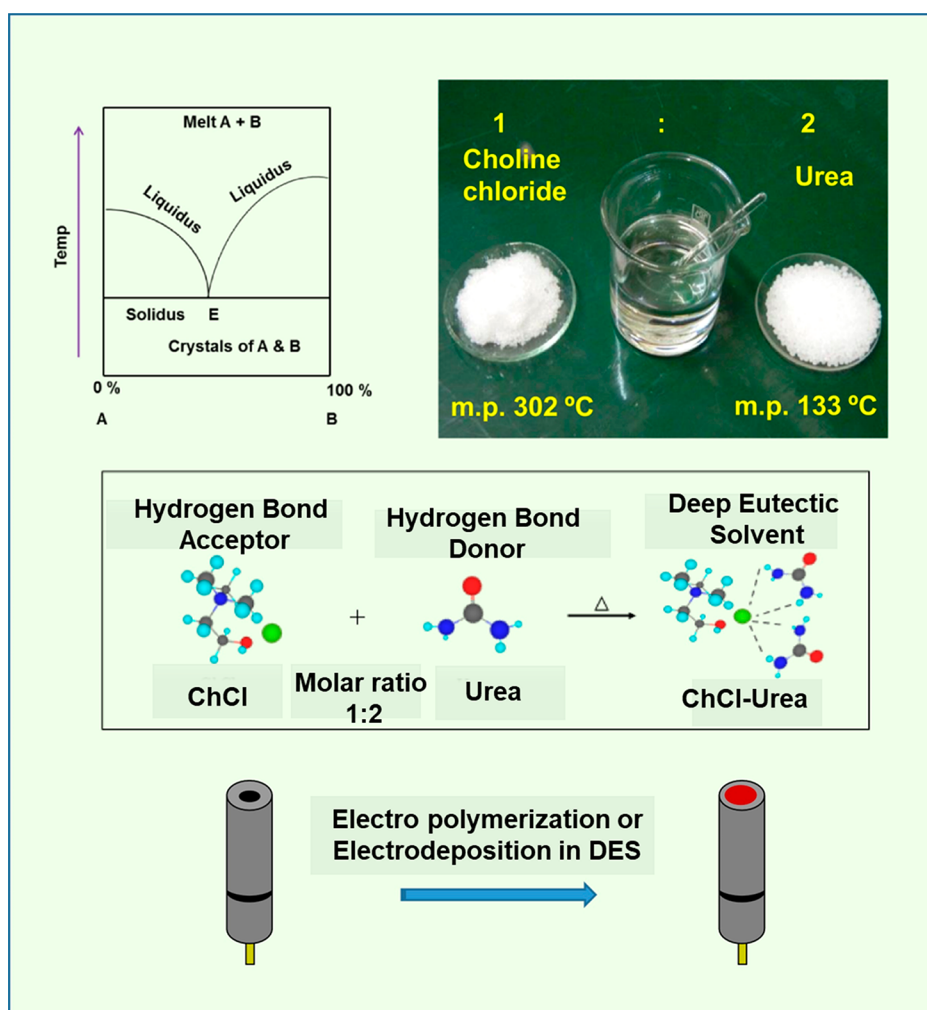 Temp
Melt A + B
Liquidus
Liquidus
Solidus
E
Crystals of A & B
0 %
100 %
A
B
1
:
2
Choline
chloride
Urea
m.p. 302 ºC
m.p. 133 ºC
Hydrogen Bond
Acceptor
Hydrogen Bond
Donor
Deep Eutectic
Solvent
+
△
ChCl
Molar ratio
1:2
Urea
ChCl-Urea
Electro polymerization or
Electrodeposition in DES